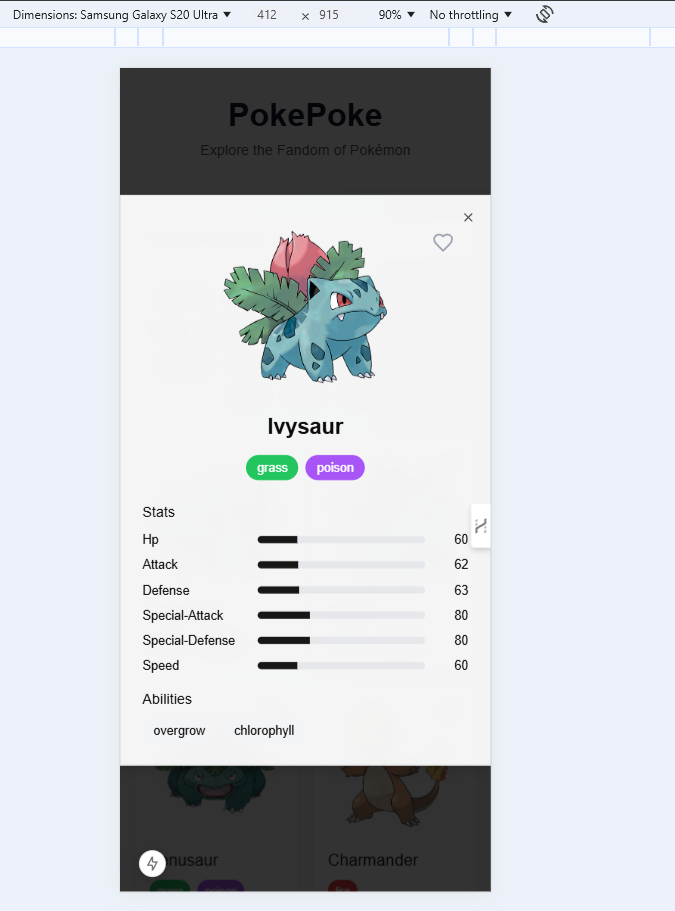 Dimensions: Samsung Galaxy S20 Ultra ▼ 412 × 915 90% ▼ No throttling ▼
PokePoke
Explore the Fandom of Pokémon
Ivysaur
grass poison
Stats
Hp 60
Attack 62
Defense 63
Special-Attack 80
Special-Defense 80
Speed 60
Abilities
overgrow chlorophyll
Charmander